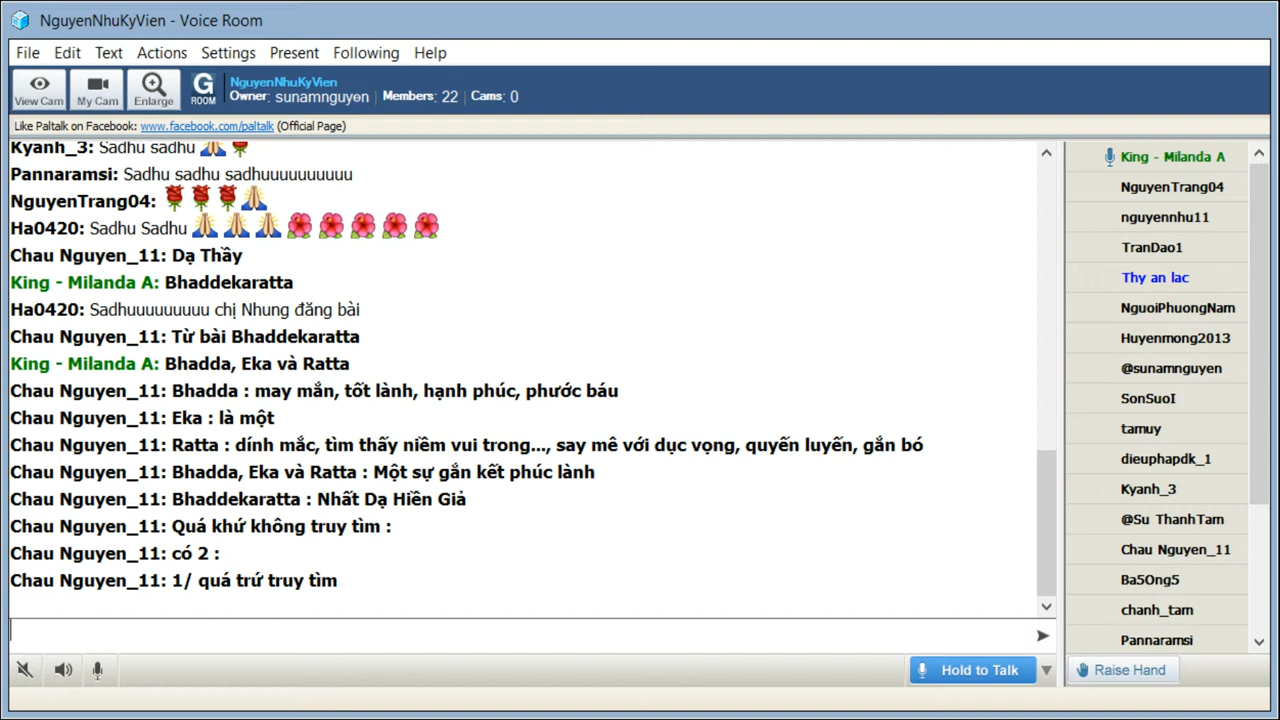 NguyenNhuKyVien - Voice Room
File Edit Text Actions Settings Present Following Help
View Cam My Cam Enlarge G ROOM
NguyenNhuKyVien
Owner: sunamnguyen | Members: 22 | Cams: 0
Like Paltalk on Facebook: www.facebook.com/paltalk (Official Page)
Kyanh_3: Sadhu sadhu
Pannaramsi: Sadhu sadhu sadhuuuuuuuuuu
NguyenTrang04:
Ha0420: Sadhu Sadhu
Chau Nguyen_11: Dạ Thầy
King - Milanda A: Bhaddekaratta
Ha0420: Sadhuuuuuuuuu chị Nhung đăng bài
Chau Nguyen_11: Từ bài Bhaddekaratta
King - Milanda A: Bhadda, Eka và Ratta
Chau Nguyen_11: Bhadda : may mắn, tốt lành, hạnh phúc, phước báu
Chau Nguyen_11: Eka : là một
Chau Nguyen_11: Ratta : dính mắc, tìm thấy niềm vui trong..., say mê với dục vọng, quyến luyến, gắn bó
Chau Nguyen_11: Bhadda, Eka và Ratta : Một sự gắn kết phúc lành
Chau Nguyen_11: Bhaddekaratta : Nhất Dạ Hiền Giả
Chau Nguyen_11: Quá khứ không truy tìm :
Chau Nguyen_11: có 2 :
Chau Nguyen_11: 1/ quá trứ truy tìm
King - Milanda A
NguyenTrang04
nguyennhu11
TranDao1
Thy an lac
NguoiPhuongNam
Huyenmong2013
@sunamnguyen
SonSuoI
tamuy
dieuphapdk_1
Kyanh_3
@Su ThanhTam
Chau Nguyen_11
Ba5Ong5
chanh_tam
Pannaramsi
Hold to Talk
Raise Hand